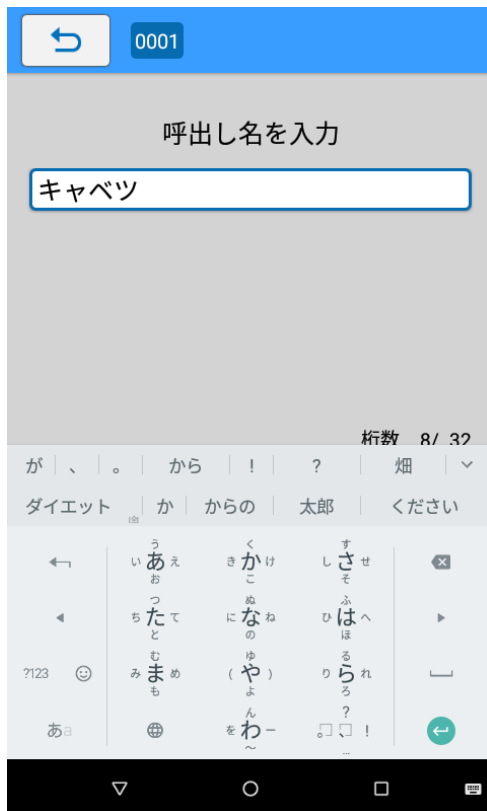 0001
呼出し名を入力
キャベツ
桁数 8/ 32
が 、 。 から ! ? 畑
ダイエット か からの 太郎 ください
う く す
い あ え き か け し さ せ
お こ そ
つ ぬ ふ
ち た て に な ね ひ は へ
と の ほ
む ゆ る
?123 み ま め ( や ) り ら れ
も よ ろ
ん ?
あa を わ ー 。 、 !
~ ...